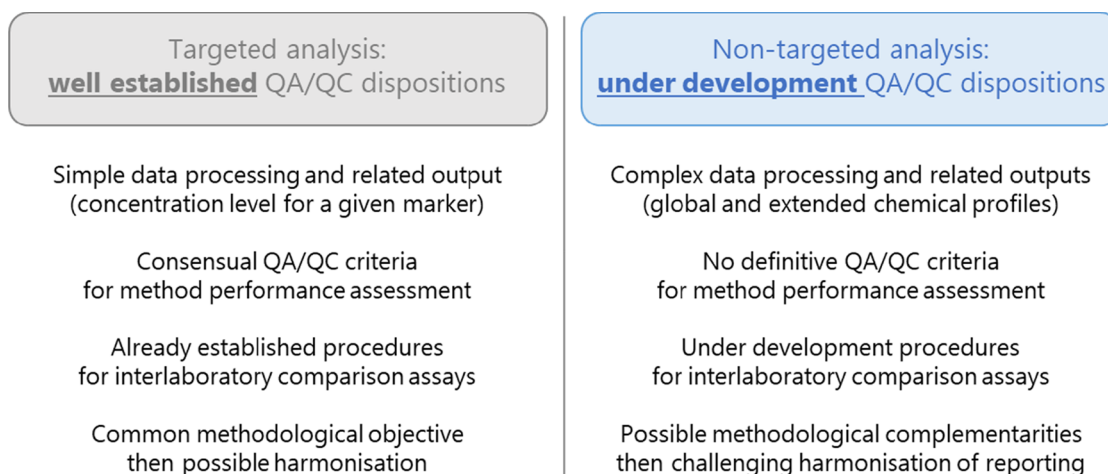 Targeted analysis:
well established QA/QC dispositions
Simple data processing and related output
(concentration level for a given marker)
Consensual QA/QC criteria
for method performance assessment
Already established procedures
for interlaboratory comparison assays
Common methodological objective
then possible harmonisation
Non-targeted analysis:
under development QA/QC dispositions
Complex data processing and related outputs
(global and extended chemical profiles)
No definitive QA/QC criteria
for method performance assessment
Under development procedures
for interlaboratory comparison assays
Possible methodological complementarities
then challenging harmonisation of reporting